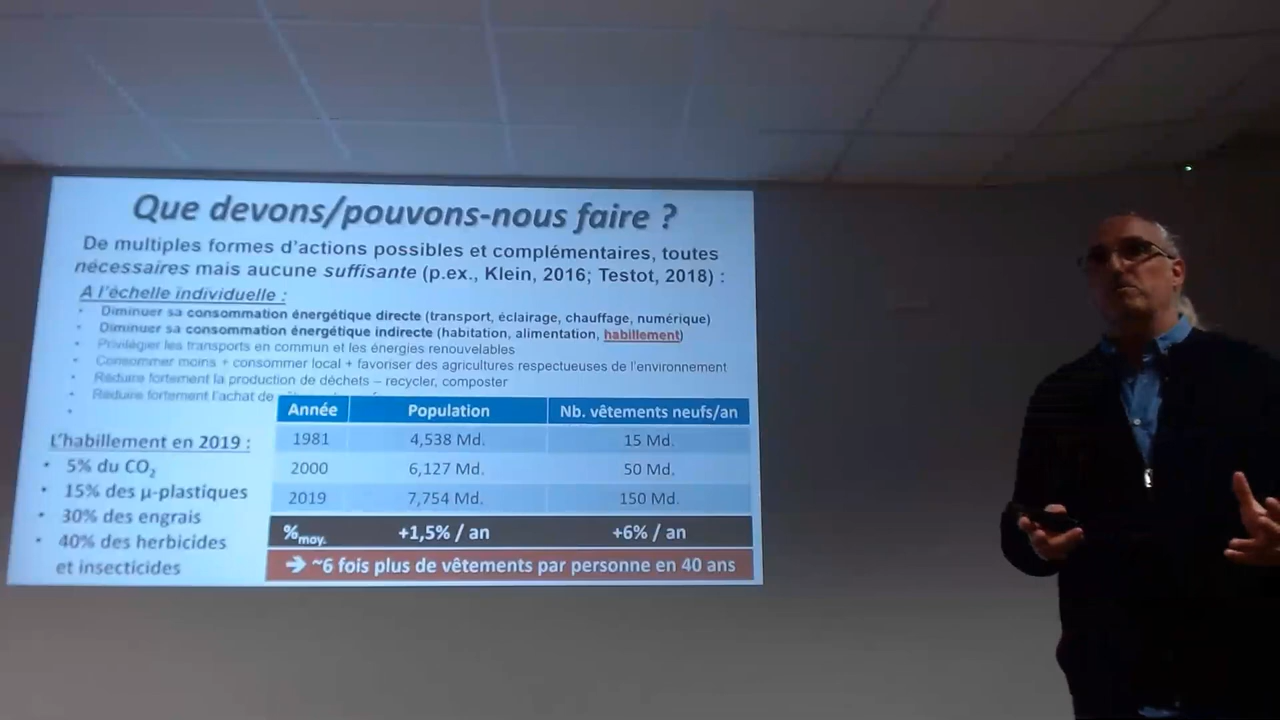 Que devons/pouvons-nous faire ?
De multiples formes d'actions possibles et complémentaires, toutes
nécessaires mais aucune suffisante (p.ex., Klein, 2016; Testot, 2018) :
A l'échelle individuelle :
• Diminuer sa consommation énergétique directe (transport, éclairage, chauffage, numérique)
• Diminuer sa consommation énergétique indirecte (habitation, alimentation, habillement)
• Privilégier les transports en commun et les énergies renouvelables
• Consommer moins + consommer local + favoriser des agricultures respectueuses de l'environnement
• Réduire fortement la production de déchets – recycler, composter
• Réduire fortement l'achat de
•
L'habillement en 2019 :
• 5% du CO₂
• 15% des µ-plastiques
• 30% des engrais
• 40% des herbicides
et insecticides
Année Population Nb. vêtements neufs/an
1981 4,538 Md. 15 Md.
2000 6,127 Md. 50 Md.
2019 7,754 Md. 150 Md.
%moy. +1,5% / an +6% / an
➔ ~6 fois plus de vêtements par personne en 40 ans